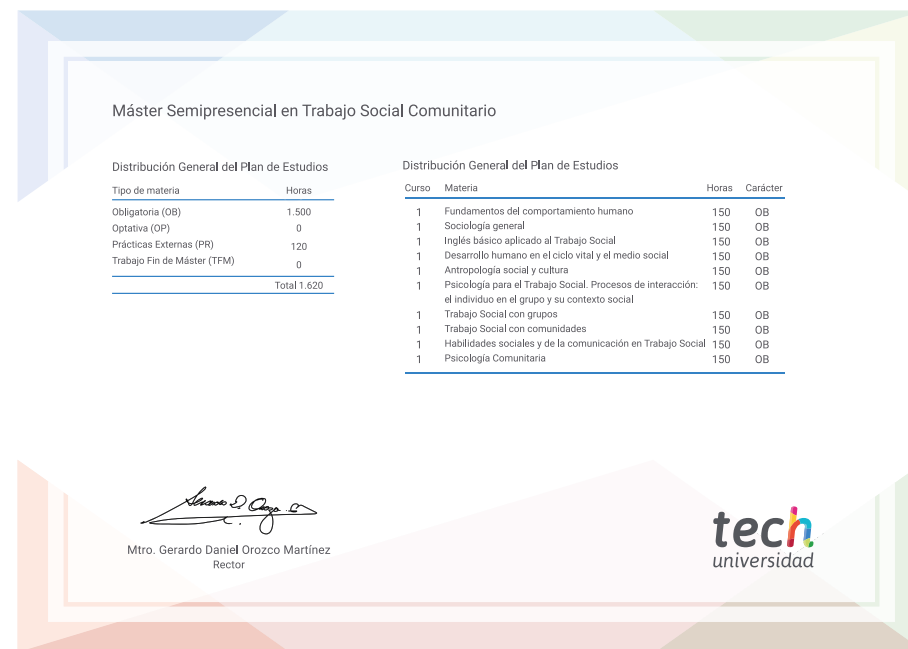 Máster Semipresencial en Trabajo Social Comunitario
Distribución General del Plan de Estudios
Tipo de materia Horas
Obligatoria (OB) 1.500
Optativa (OP) 0
Prácticas Externas (PR) 120
Trabajo Fin de Máster (TFM) 0
Total 1.620
Distribución General del Plan de Estudios
Curso Materia Horas Carácter
1 Fundamentos del comportamiento humano 150 OB
1 Sociología general 150 OB
1 Inglés básico aplicado al Trabajo Social 150 OB
1 Desarrollo humano en el ciclo vital y el medio social 150 OB
1 Antropología social y cultura 150 OB
1 Psicología para el Trabajo Social. Procesos de interacción: 150 OB
el individuo en el grupo y su contexto social
1 Trabajo Social con grupos 150 OB
1 Trabajo Social con comunidades 150 OB
1 Habilidades sociales y de la comunicación en Trabajo Social 150 OB
1 Psicología Comunitaria 150 OB
Mtro. Gerardo Daniel Orozco Martínez
Rector
tech
universidad